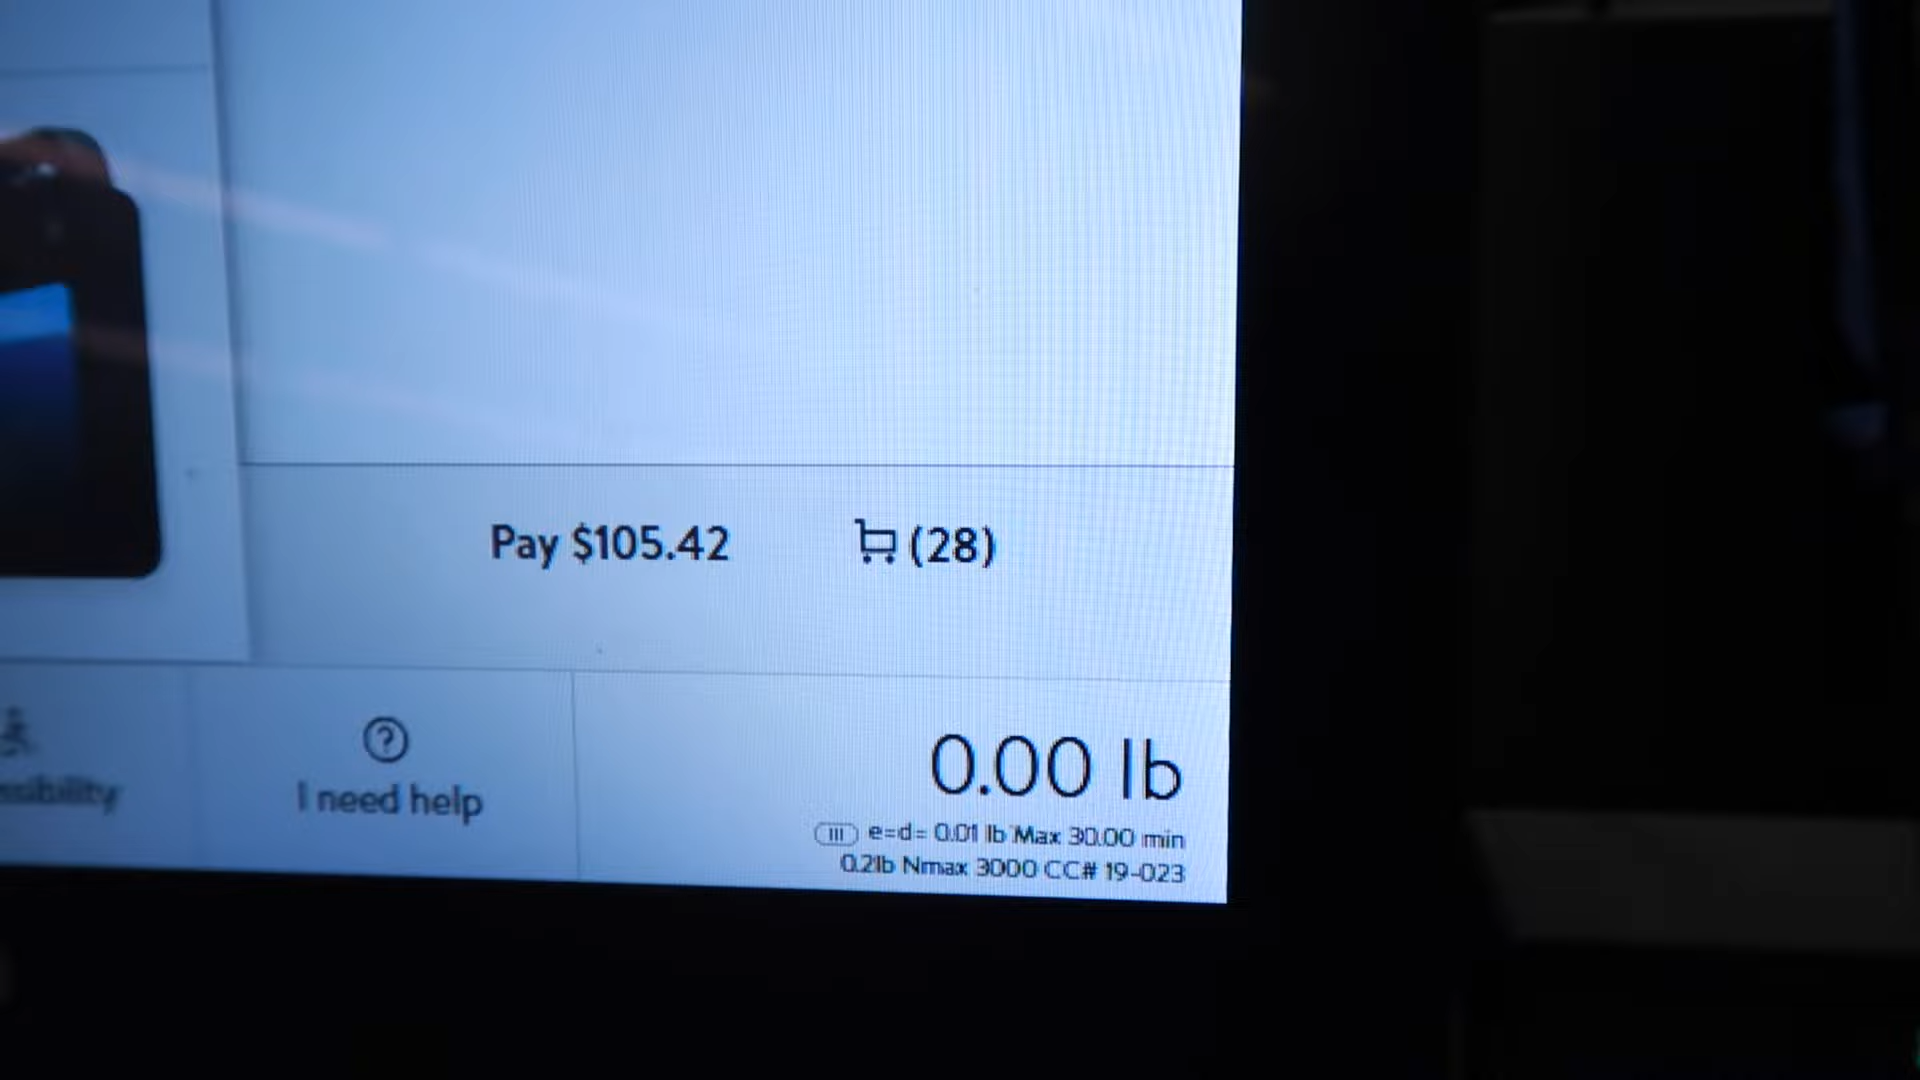 Pay $105.42 (28)
I need help
0.00 lb
III e=d= 0.01 lb Max 30.00 min
0.2lb Nmax 3000 CC# 19-023